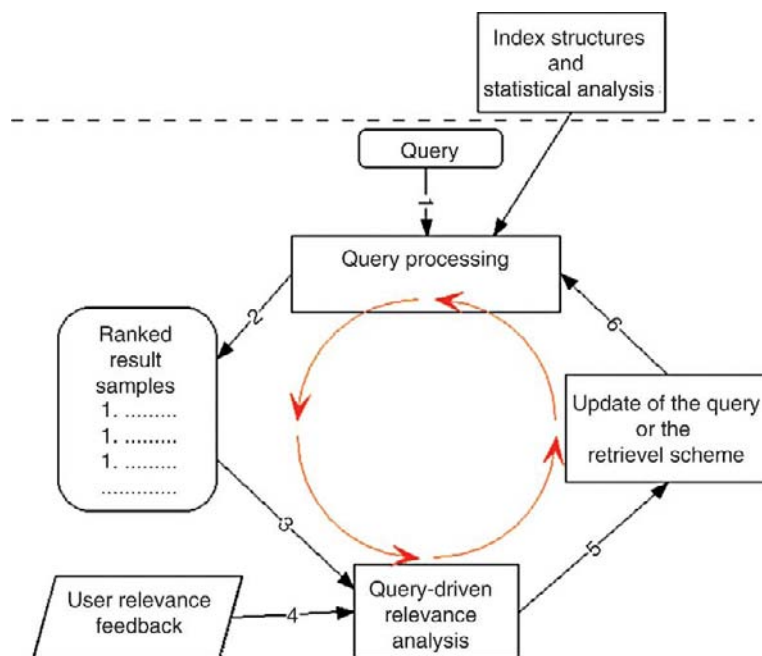 Index structures
and
statistical analysis
Query
1
Query processing
2
6
Ranked
result
samples
1. .........
1. .........
1. .........
............
Update of the query
or the
retrievel scheme
3
5
User relevance
feedback
4
Query-driven
relevance
analysis